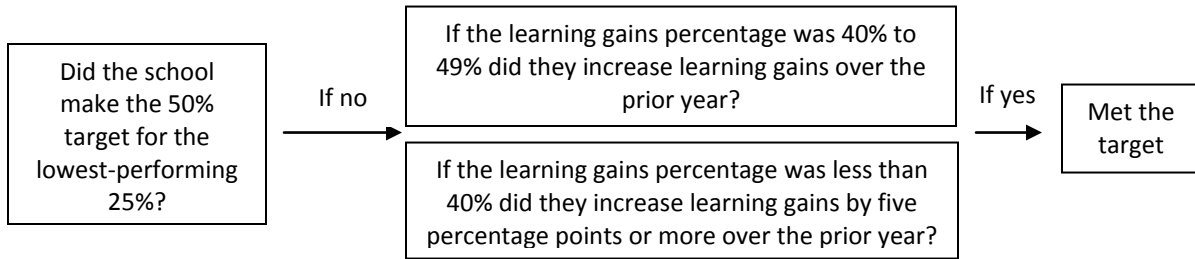 Did the school
make the 50%
target for the
lowest-performing
25%?
If no
If the learning gains percentage was 40% to
49% did they increase learning gains over the
prior year?
If the learning gains percentage was less than
40% did they increase learning gains by five
percentage points or more over the prior year?
If yes
Met the
target